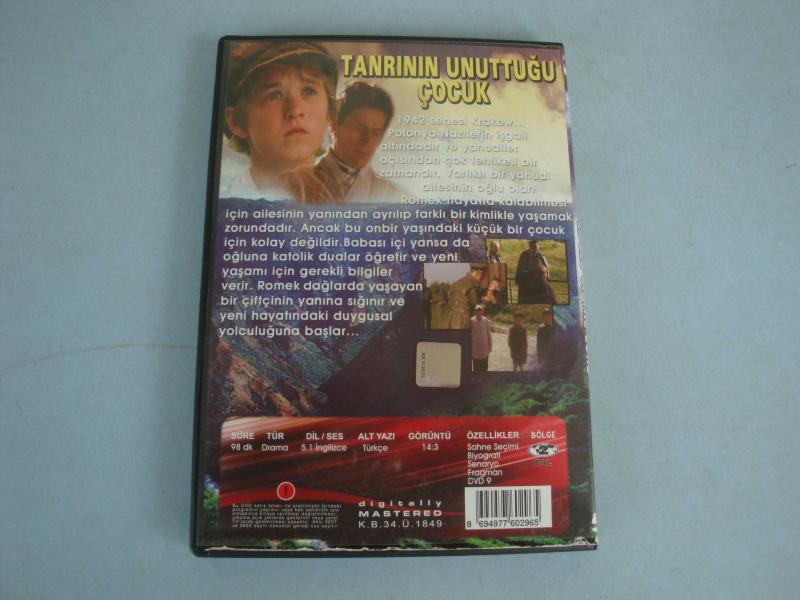 TANRININ UNUTTUĞU
ÇOCUK
1942 senesi Krakow...
Polonya Nazilerin işgali
altındadır ve yahudiler
açısından çok tehlikeli bir
zamandır. Varlıklı bir yahudi
ailesinin oğlu olan
Romek hayatta kalabilmesi
için ailesinin yanından ayrılıp farklı bir kimlikle yaşamak
zorundadır. Ancak bu onbir yaşındaki küçük bir çocuk
için kolay değildir.Babası içi yansa da
oğluna katolik dualar öğretir ve yeni
yaşamı için gerekli bilgiler
verir. Romek dağlarda yaşayan
bir çiftçinin yanına sığınır ve
yeni hayatındaki duygusal
yolculuğuna başlar...
SÜRE TÜR DİL / SES ALT YAZI GÖRÜNTÜ ÖZELLİKLER BÖLGE
98 dk Drama 5.1 İngilizce Türkçe 14:3 Sahne Seçimi 2
Biyografi
Senaryo
Fragman
DVD 9
digitally
MASTERED
K.B.34.Ü.1849
8 694977 602965